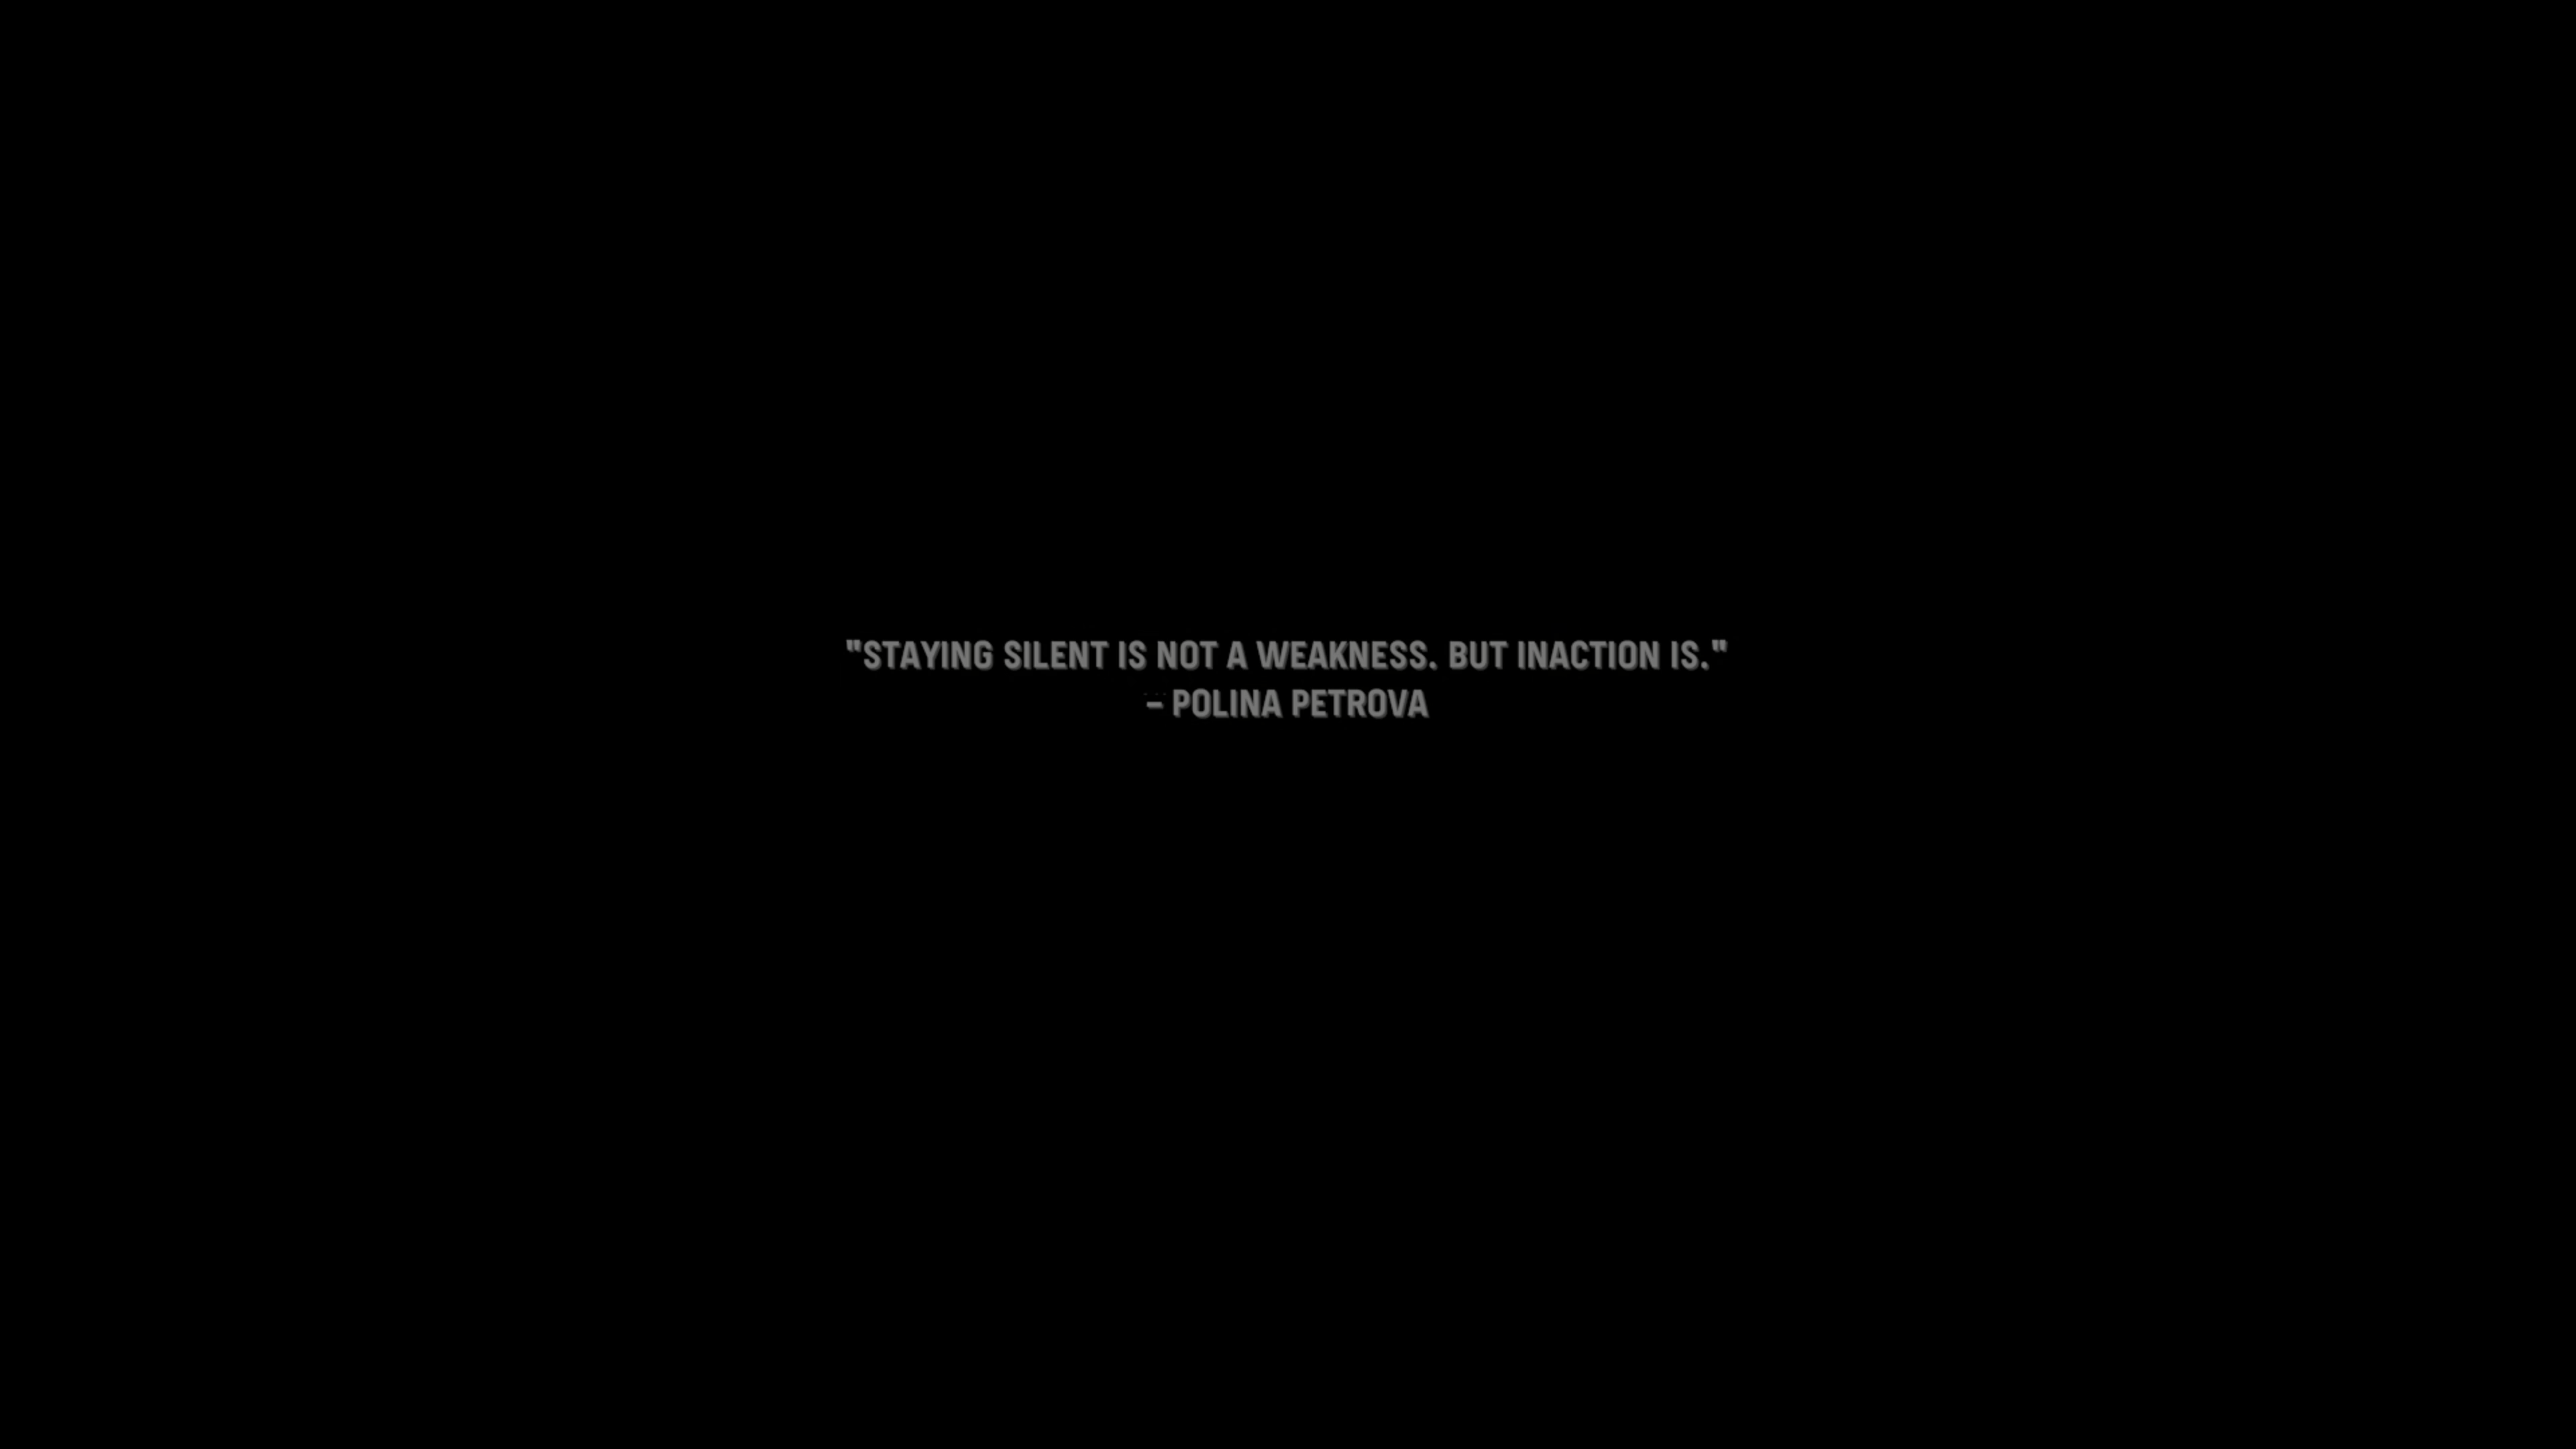 "STAYING SILENT IS NOT A WEAKNESS. BUT INACTION IS."
– POLINA PETROVA